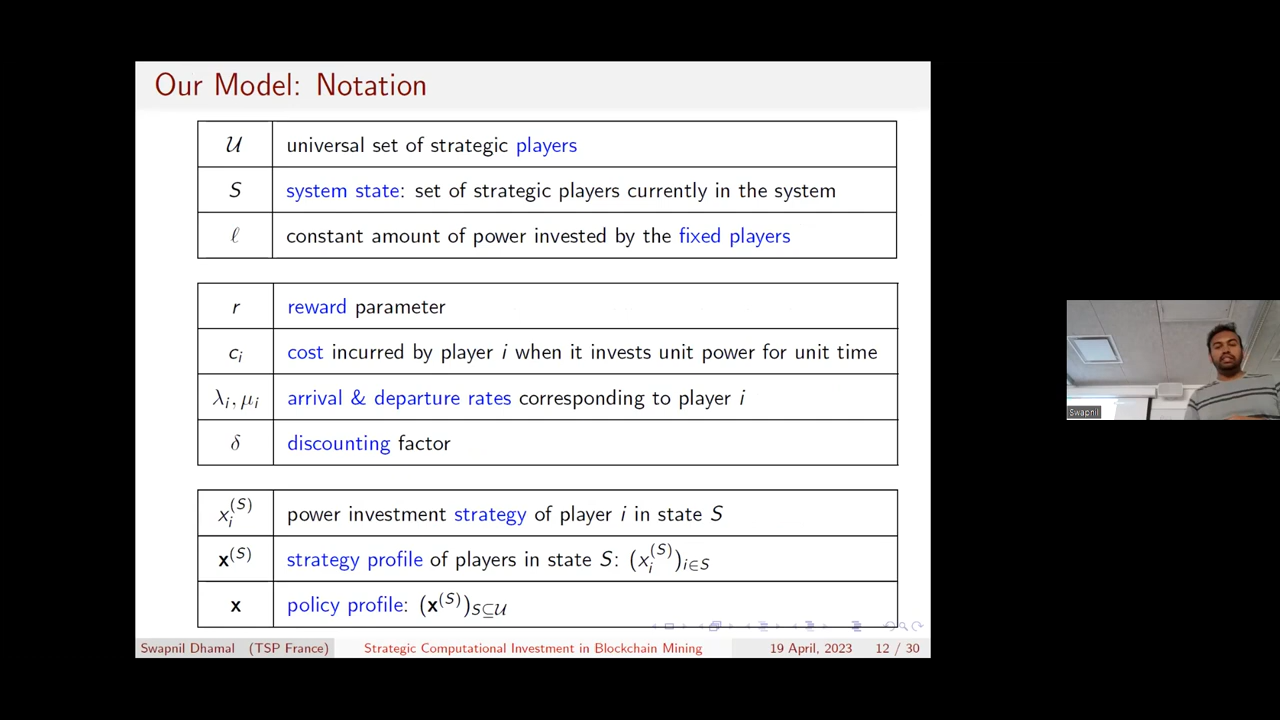 Our Model: Notation
𝒰 universal set of strategic players
S system state: set of strategic players currently in the system
ℓ constant amount of power invested by the fixed players
r reward parameter
c_i cost incurred by player i when it invests unit power for unit time
λ_i, μ_i arrival & departure rates corresponding to player i
δ discounting factor
x_i^(S) power investment strategy of player i in state S
x^(S) strategy profile of players in state S: (x_i^(S))_{i∈S}
x policy profile: (x^(S))_{S⊆𝒰}
Swapnil Dhamal (TSP France) Strategic Computational Investment in Blockchain Mining 19 April, 2023 12 / 30
Swapnil